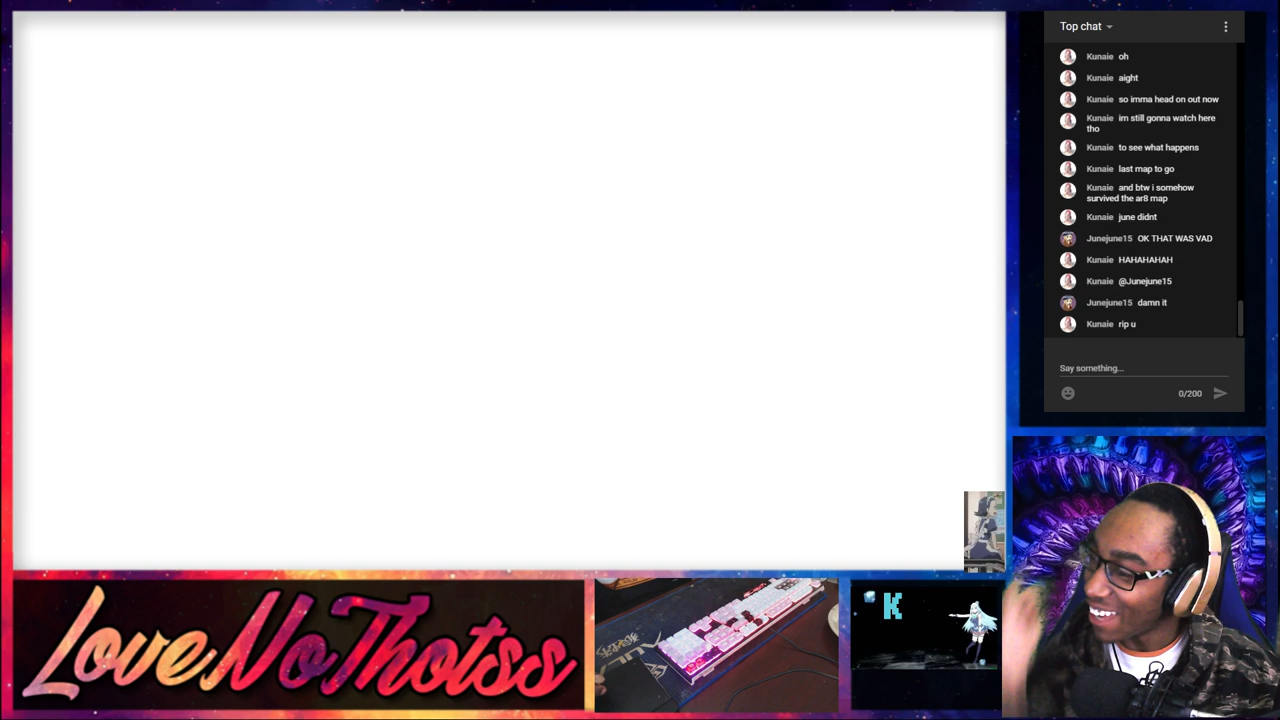 Top chat
Kunaie oh
Kunaie aight
Kunaie so imma head on out now
Kunaie im still gonna watch here
tho
Kunaie to see what happens
Kunaie last map to go
Kunaie and btw i somehow
survived the ar8 map
Kunaie june didnt
Junejune15 OK THAT WAS VAD
Kunaie HAHAHAHAH
Kunaie @Junejune15
Junejune15 damn it
Kunaie rip u
Say something...
0/200
LoveNoThotss
K